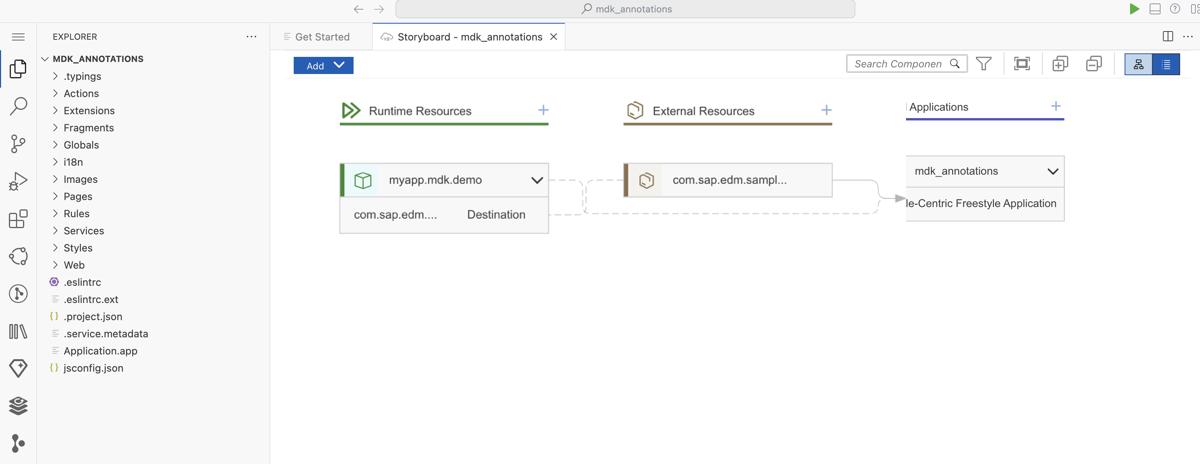 mdk_annotations
EXPLORER
MDK_ANNOTATIONS
.typings
Actions
Extensions
Fragments
Globals
i18n
Images
Pages
Rules
Services
Styles
Web
.eslintrc
.eslintrc.ext
.project.json
.service.metadata
Application.app
jsconfig.json
Get Started
Storyboard - mdk_annotations
Add
Search Componen
Runtime Resources
External Resources
Applications
myapp.mdk.demo
com.sap.edm....
Destination
com.sap.edm.sampl...
mdk_annotations
le-Centric Freestyle Application